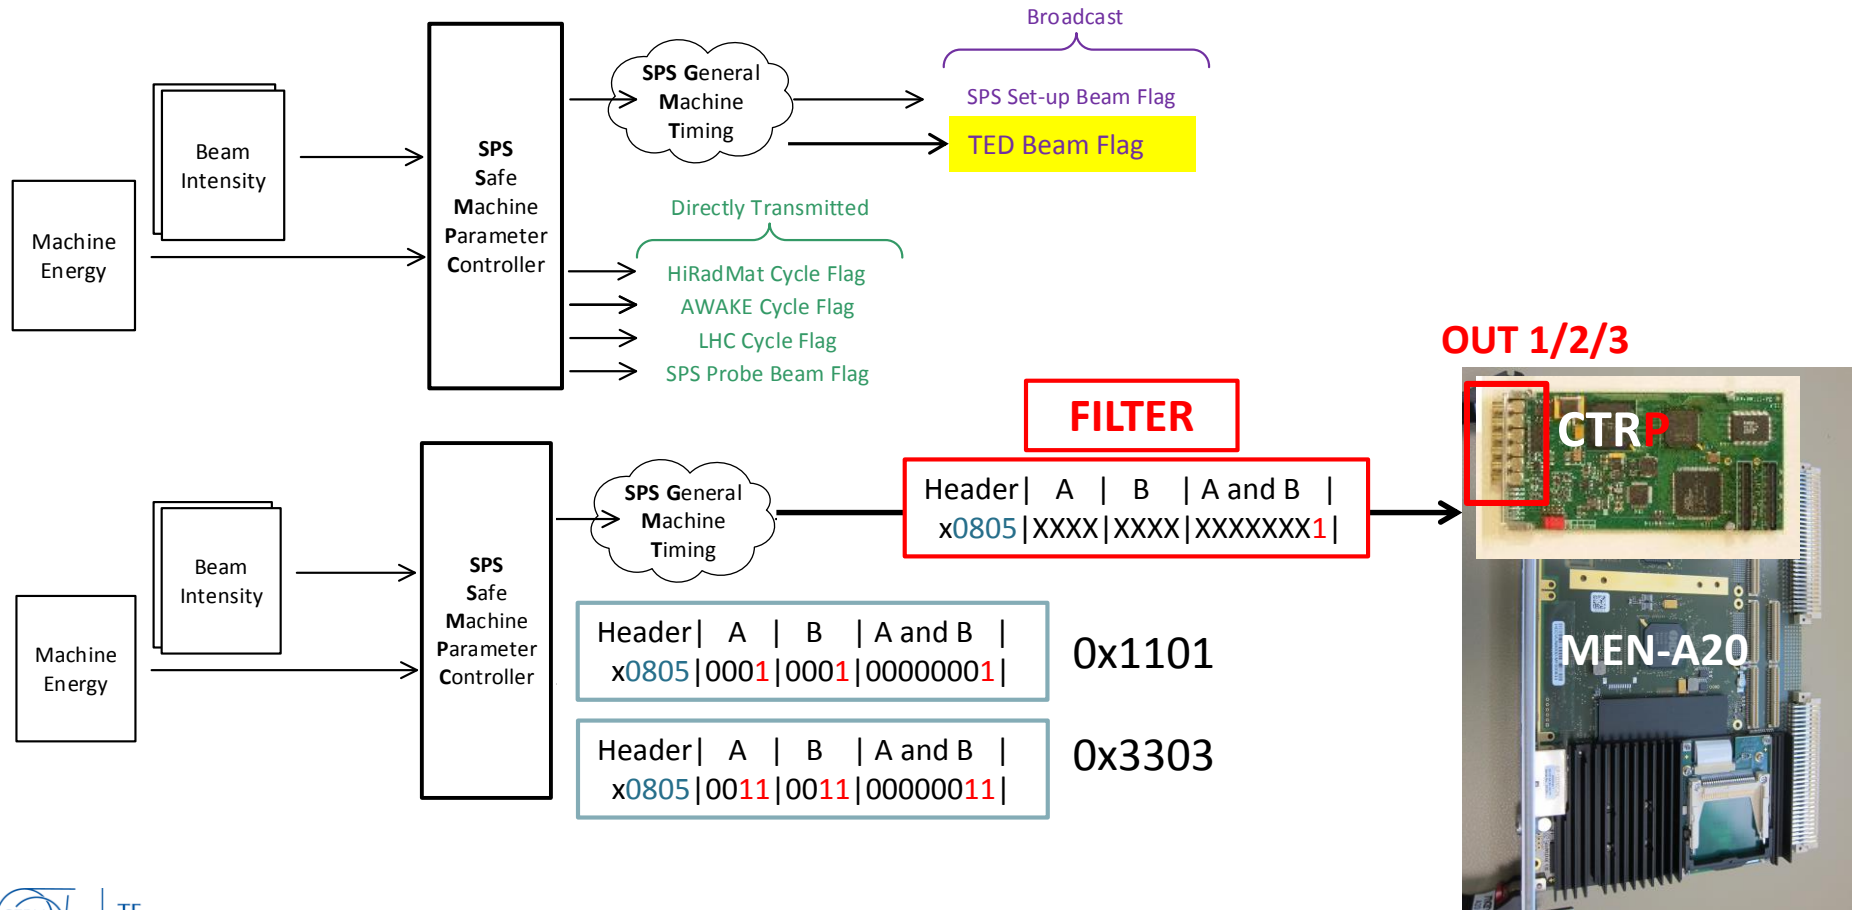 Broadcast
SPS Set-up Beam Flag
TED Beam Flag
SPS General
Machine
Timing
Beam
Intensity
SPS
Safe
Machine
Parameter
Controller
Machine
Energy
Directly Transmitted
HiRadMat Cycle Flag
AWAKE Cycle Flag
LHC Cycle Flag
SPS Probe Beam Flag
OUT 1/2/3
FILTER
Header| A | B | A and B |
x0805|XXXX|XXXX|XXXXXXX1|
CTRP
MEN-A20
SPS General
Machine
Timing
Beam
Intensity
SPS
Safe
Machine
Parameter
Controller
Machine
Energy
Header| A | B | A and B |
x0805|0001|0001|00000001|
0x1101
Header| A | B | A and B |
x0805|0011|0011|00000011|
0x3303